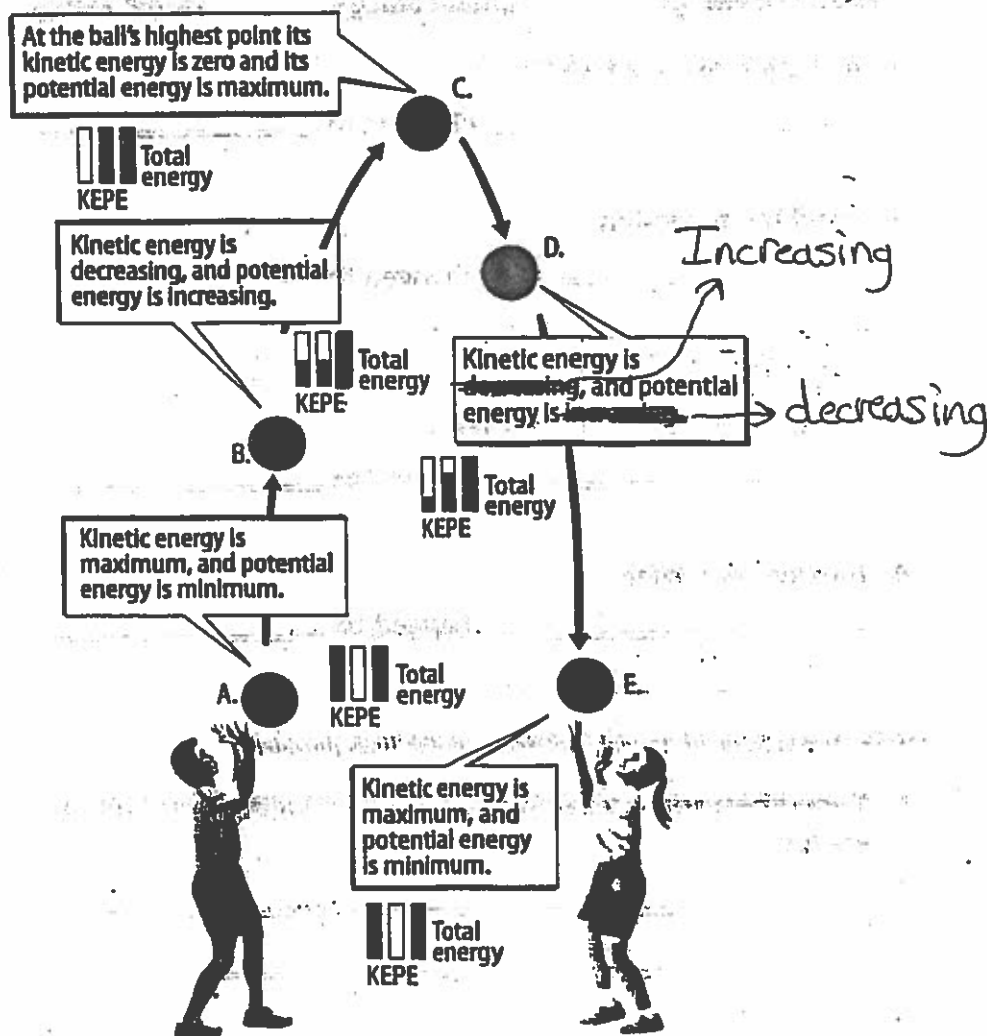 At the ball's highest point its
kinetic energy is zero and its
potential energy is maximum.
C.
Total
energy
KEPE
Kinetic energy is
decreasing, and potential
energy is increasing.
D.
Increasing
Total
energy
KEPE
Kinetic energy is
decreasing, and potential
energy is increasing.
decreasing
B.
Total
energy
KEPE
Kinetic energy is
maximum, and potential
energy is minimum.
A.
Total
energy
KEPE
E.
Kinetic energy is
maximum, and
potential energy
is minimum.
Total
energy
KEPE